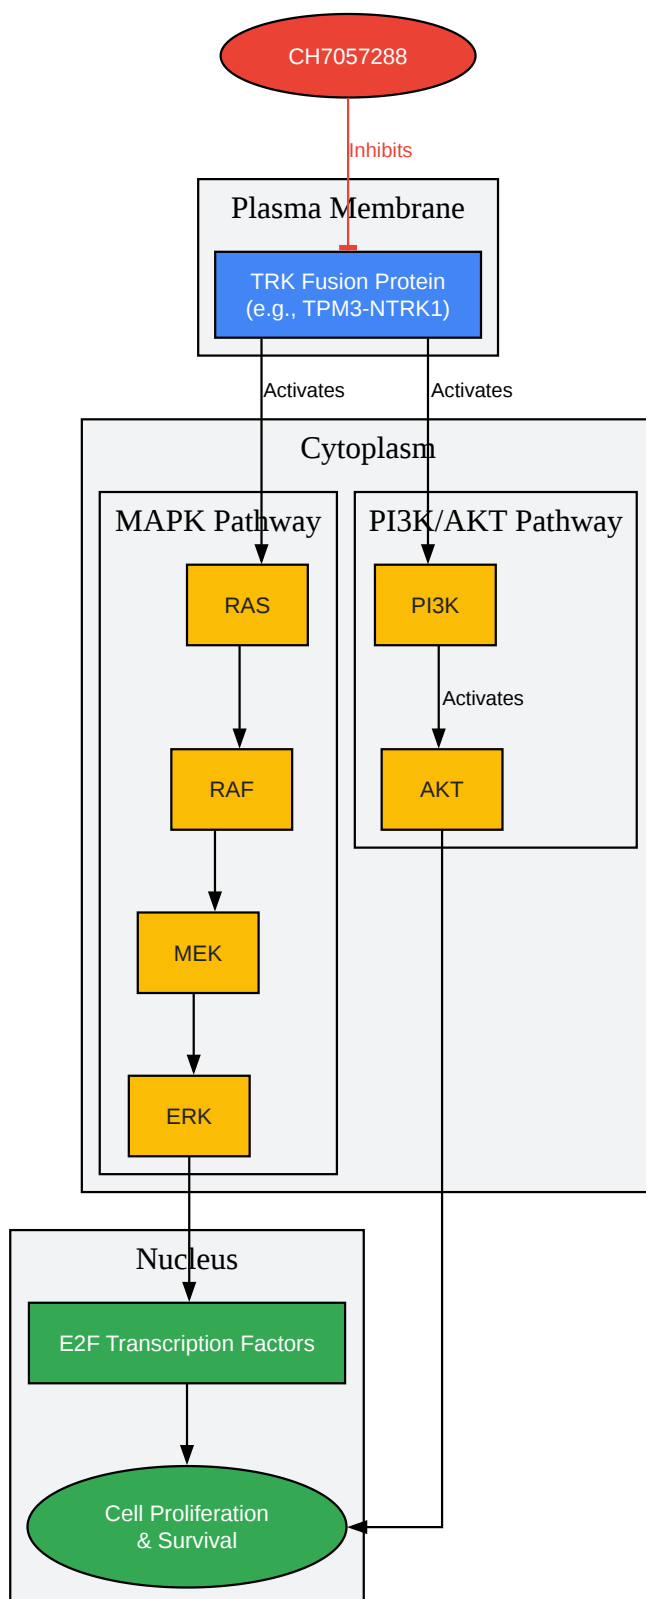 CH7057288
Inhibits
Plasma Membrane
TRK Fusion Protein
(e.g., TPM3-NTRK1)
Activates
Activates
Cytoplasm
MAPK Pathway
PI3K/AKT Pathway
RAS
PI3K
Activates
RAF
AKT
MEK
ERK
Nucleus
E2F Transcription Factors
Cell Proliferation
& Survival